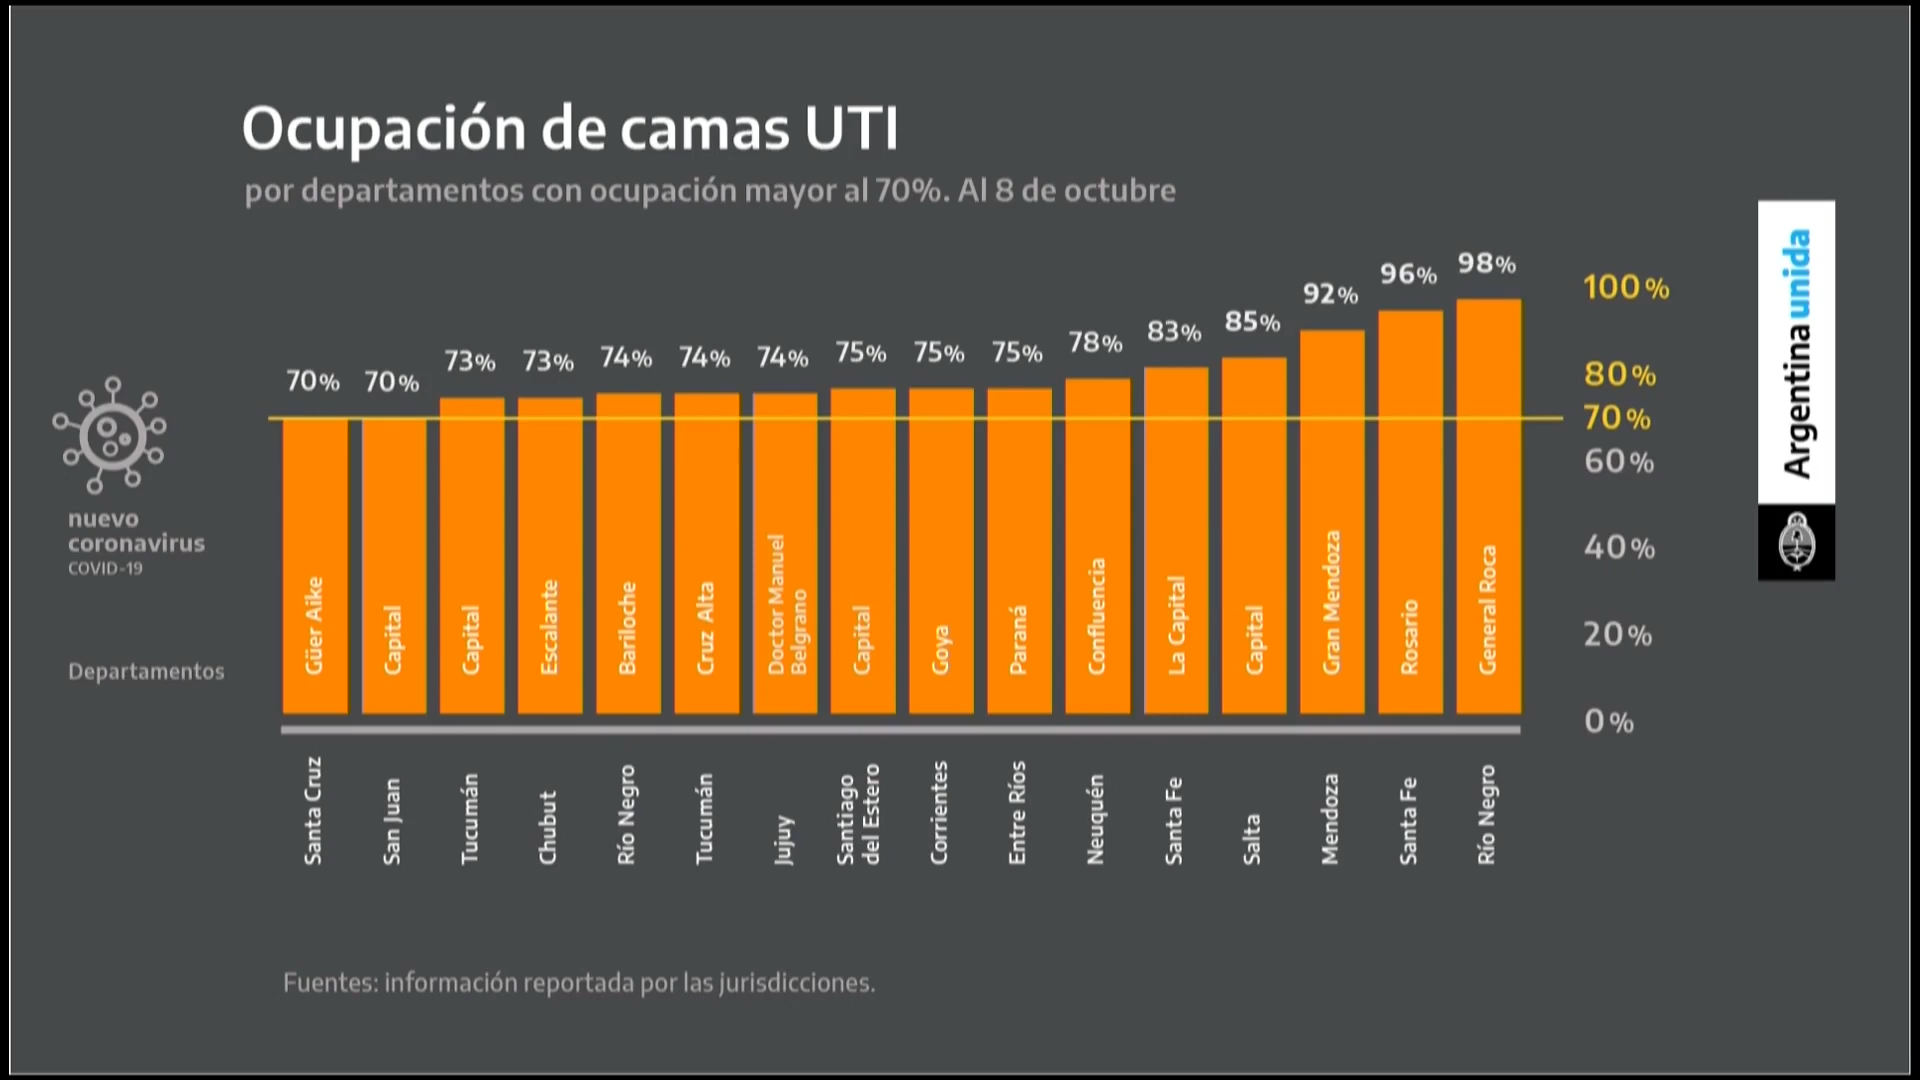 Ocupación de camas UTI
por departamentos con ocupación mayor al 70%. Al 8 de octubre
70%
70%
73%
73%
74%
74%
74%
75%
75%
75%
78%
83%
85%
92%
96%
98%
100%
80%
70%
60%
40%
20%
0%
nuevo
coronavirus
COVID-19
Departamentos
Güer Aike
Capital
Capital
Escalante
Bariloche
Cruz Alta
Doctor Manuel
Belgrano
Capital
Goya
Paraná
Confluencia
La Capital
Capital
Gran Mendoza
Rosario
General Roca
Santa Cruz
San Juan
Tucumán
Chubut
Río Negro
Tucumán
Jujuy
Santiago
del Estero
Corrientes
Entre Ríos
Neuquén
Santa Fe
Salta
Mendoza
Santa Fe
Río Negro
Argentina unida
Fuentes: información reportada por las jurisdicciones.